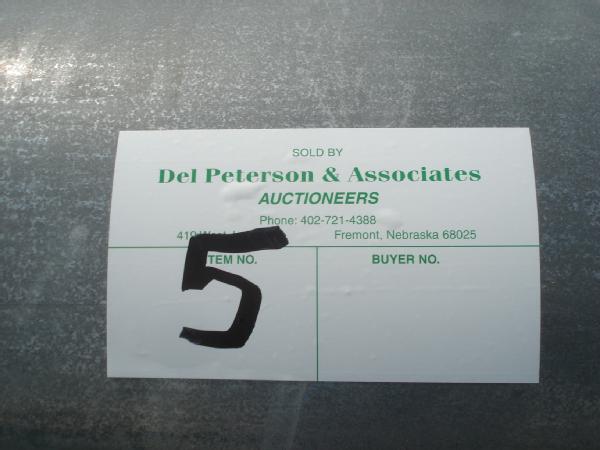 SOLD BY
Del Peterson & Associates
AUCTIONEERS
Phone: 402-721-4388
Fremont, Nebraska 68025
TEM NO.
BUYER NO.
5